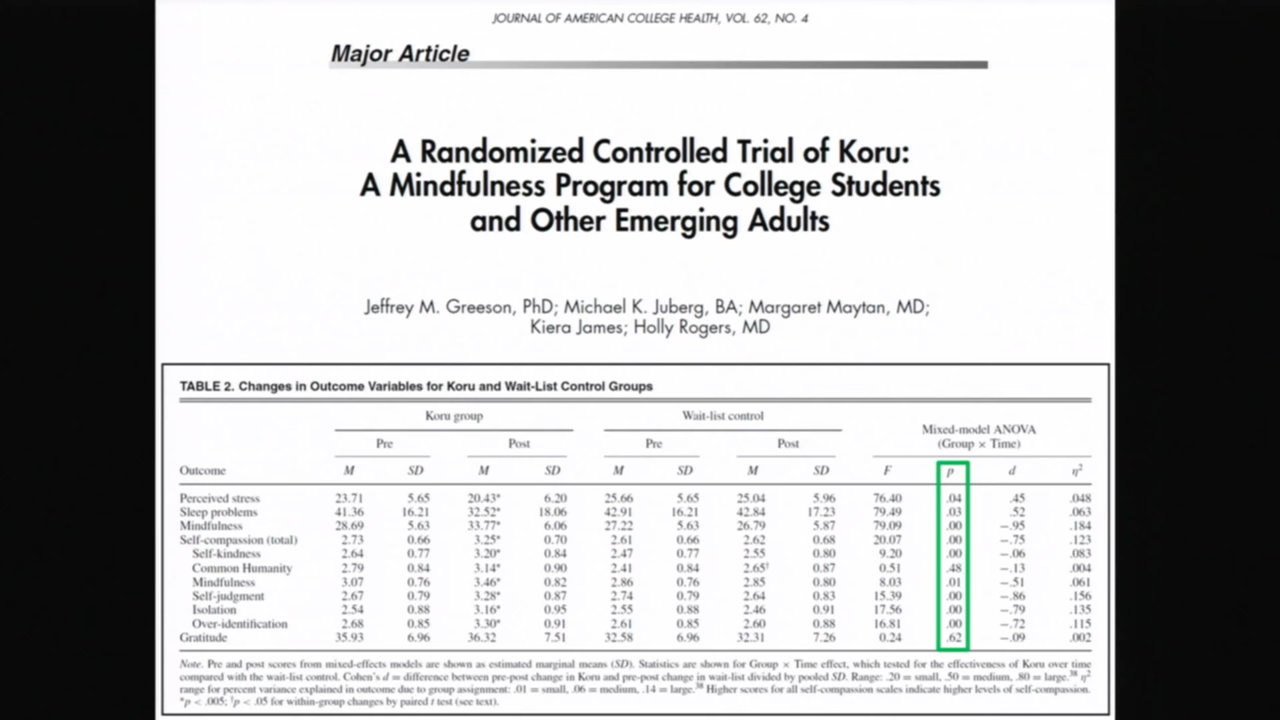 JOURNAL OF AMERICAN COLLEGE HEALTH, VOL. 62, NO. 4
Major Article
A Randomized Controlled Trial of Koru:
A Mindfulness Program for College Students
and Other Emerging Adults
Jeffrey M. Greeson, PhD; Michael K. Juberg, BA; Margaret Maytan, MD;
Kiera James; Holly Rogers, MD
TABLE 2. Changes in Outcome Variables for Koru and Wait-List Control Groups
Koru group Wait-list control
Mixed-model ANOVA
Pre Post Pre Post (Group × Time)
Outcome M SD M SD M SD M SD F p d η²
Perceived stress 23.71 5.65 20.43* 6.20 25.66 5.65 25.04 5.96 76.40 .04 .45 .048
Sleep problems 41.36 16.21 32.52* 18.06 42.91 16.21 42.84 17.23 79.49 .03 .52 .063
Mindfulness 28.69 5.63 33.77* 6.06 27.22 5.63 26.79 5.87 79.09 .00 −.95 .184
Self-compassion (total) 2.73 0.66 3.25* 0.70 2.61 0.66 2.62 0.68 20.07 .00 −.75 .123
Self-kindness 2.64 0.77 3.20* 0.84 2.47 0.77 2.55 0.80 9.20 .00 −.06 .083
Common Humanity 2.79 0.84 3.14* 0.90 2.41 0.84 2.65† 0.87 0.51 .48 −.13 .004
Mindfulness 3.07 0.76 3.46* 0.82 2.86 0.76 2.85 0.80 8.03 .01 −.51 .061
Self-judgment 2.67 0.79 3.28* 0.87 2.74 0.79 2.64 0.83 15.39 .00 −.86 .156
Isolation 2.54 0.88 3.16* 0.95 2.55 0.88 2.46 0.91 17.56 .00 −.79 .135
Over-identification 2.68 0.85 3.30* 0.91 2.61 0.85 2.60 0.88 16.81 .00 −.72 .115
Gratitude 35.93 6.96 36.32 7.51 32.58 6.96 32.31 7.26 0.24 .62 −.09 .002
Note. Pre and post scores from mixed-effects models are shown as estimated marginal means (SD). Statistics are shown for Group × Time effect, which tested for the effectiveness of Koru over time
compared with the wait-list control. Cohen's d = difference between pre-post change in Koru and pre-post change in wait-list divided by pooled SD. Range: .20 = small, .50 = medium, .80 = large.³⁸ η²
range for percent variance explained in outcome due to group assignment: .01 = small, .06 = medium, .14 = large.³⁸ Higher scores for all self-compassion scales indicate higher levels of self-compassion.
*p < .005; †p < .05 for within-group changes by paired t test (see text).